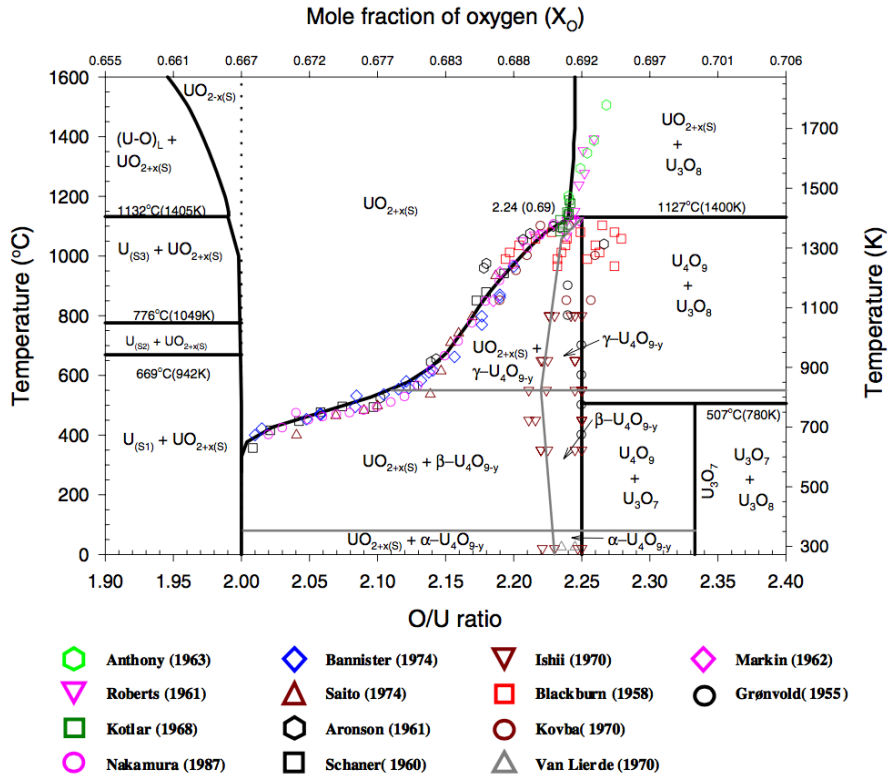 Mole fraction of oxygen (XO)
0.655 0.661 0.667 0.672 0.677 0.683 0.690 0.692 0.697 0.701 0.706
1600
1400
1200
1000
800
600
400
200
0
Temperature (ºC)
1700
1500
1300
1100
900
700
500
300
Temperature (K)
UO2-x(S)
(U-O)L +
UO2+x(S)
1132ºC(1405K)
U(S3) + UO2+x(S)
776ºC(1049K)
U(S2) + UO2+x(S)
669ºC(942K)
U(S1) + UO2+x(S)
UO2+x(S)
2.24 (0.69)
UO2+x(S)
+
U3O8
1127ºC(1400K)
U4O9
+
U3O8
UO2+x(S) +
γ-U4O9-y
γ-U4O9-y
507ºC(780K)
β-U4O9-y
UO2+x(S) + β-U4O9-y
U4O9
+
U3O7
U3O7
U3O7
+
U3O8
UO2+x(S) + α-U4O9-y
α-U4O9-y
1.90 1.95 2.00 2.05 2.10 2.15 2.20 2.25 2.30 2.35 2.40
O/U ratio
Anthony (1963)
Bannister (1974)
Ishii (1970)
Markin (1962)
Roberts (1961)
Saito (1974)
Blackburn (1958)
Grønvold(1955)
Kotlar (1968)
Aronson (1961)
Kovba(1970)
Nakamura (1987)
Schaner(1960)
Van Lierde (1970)